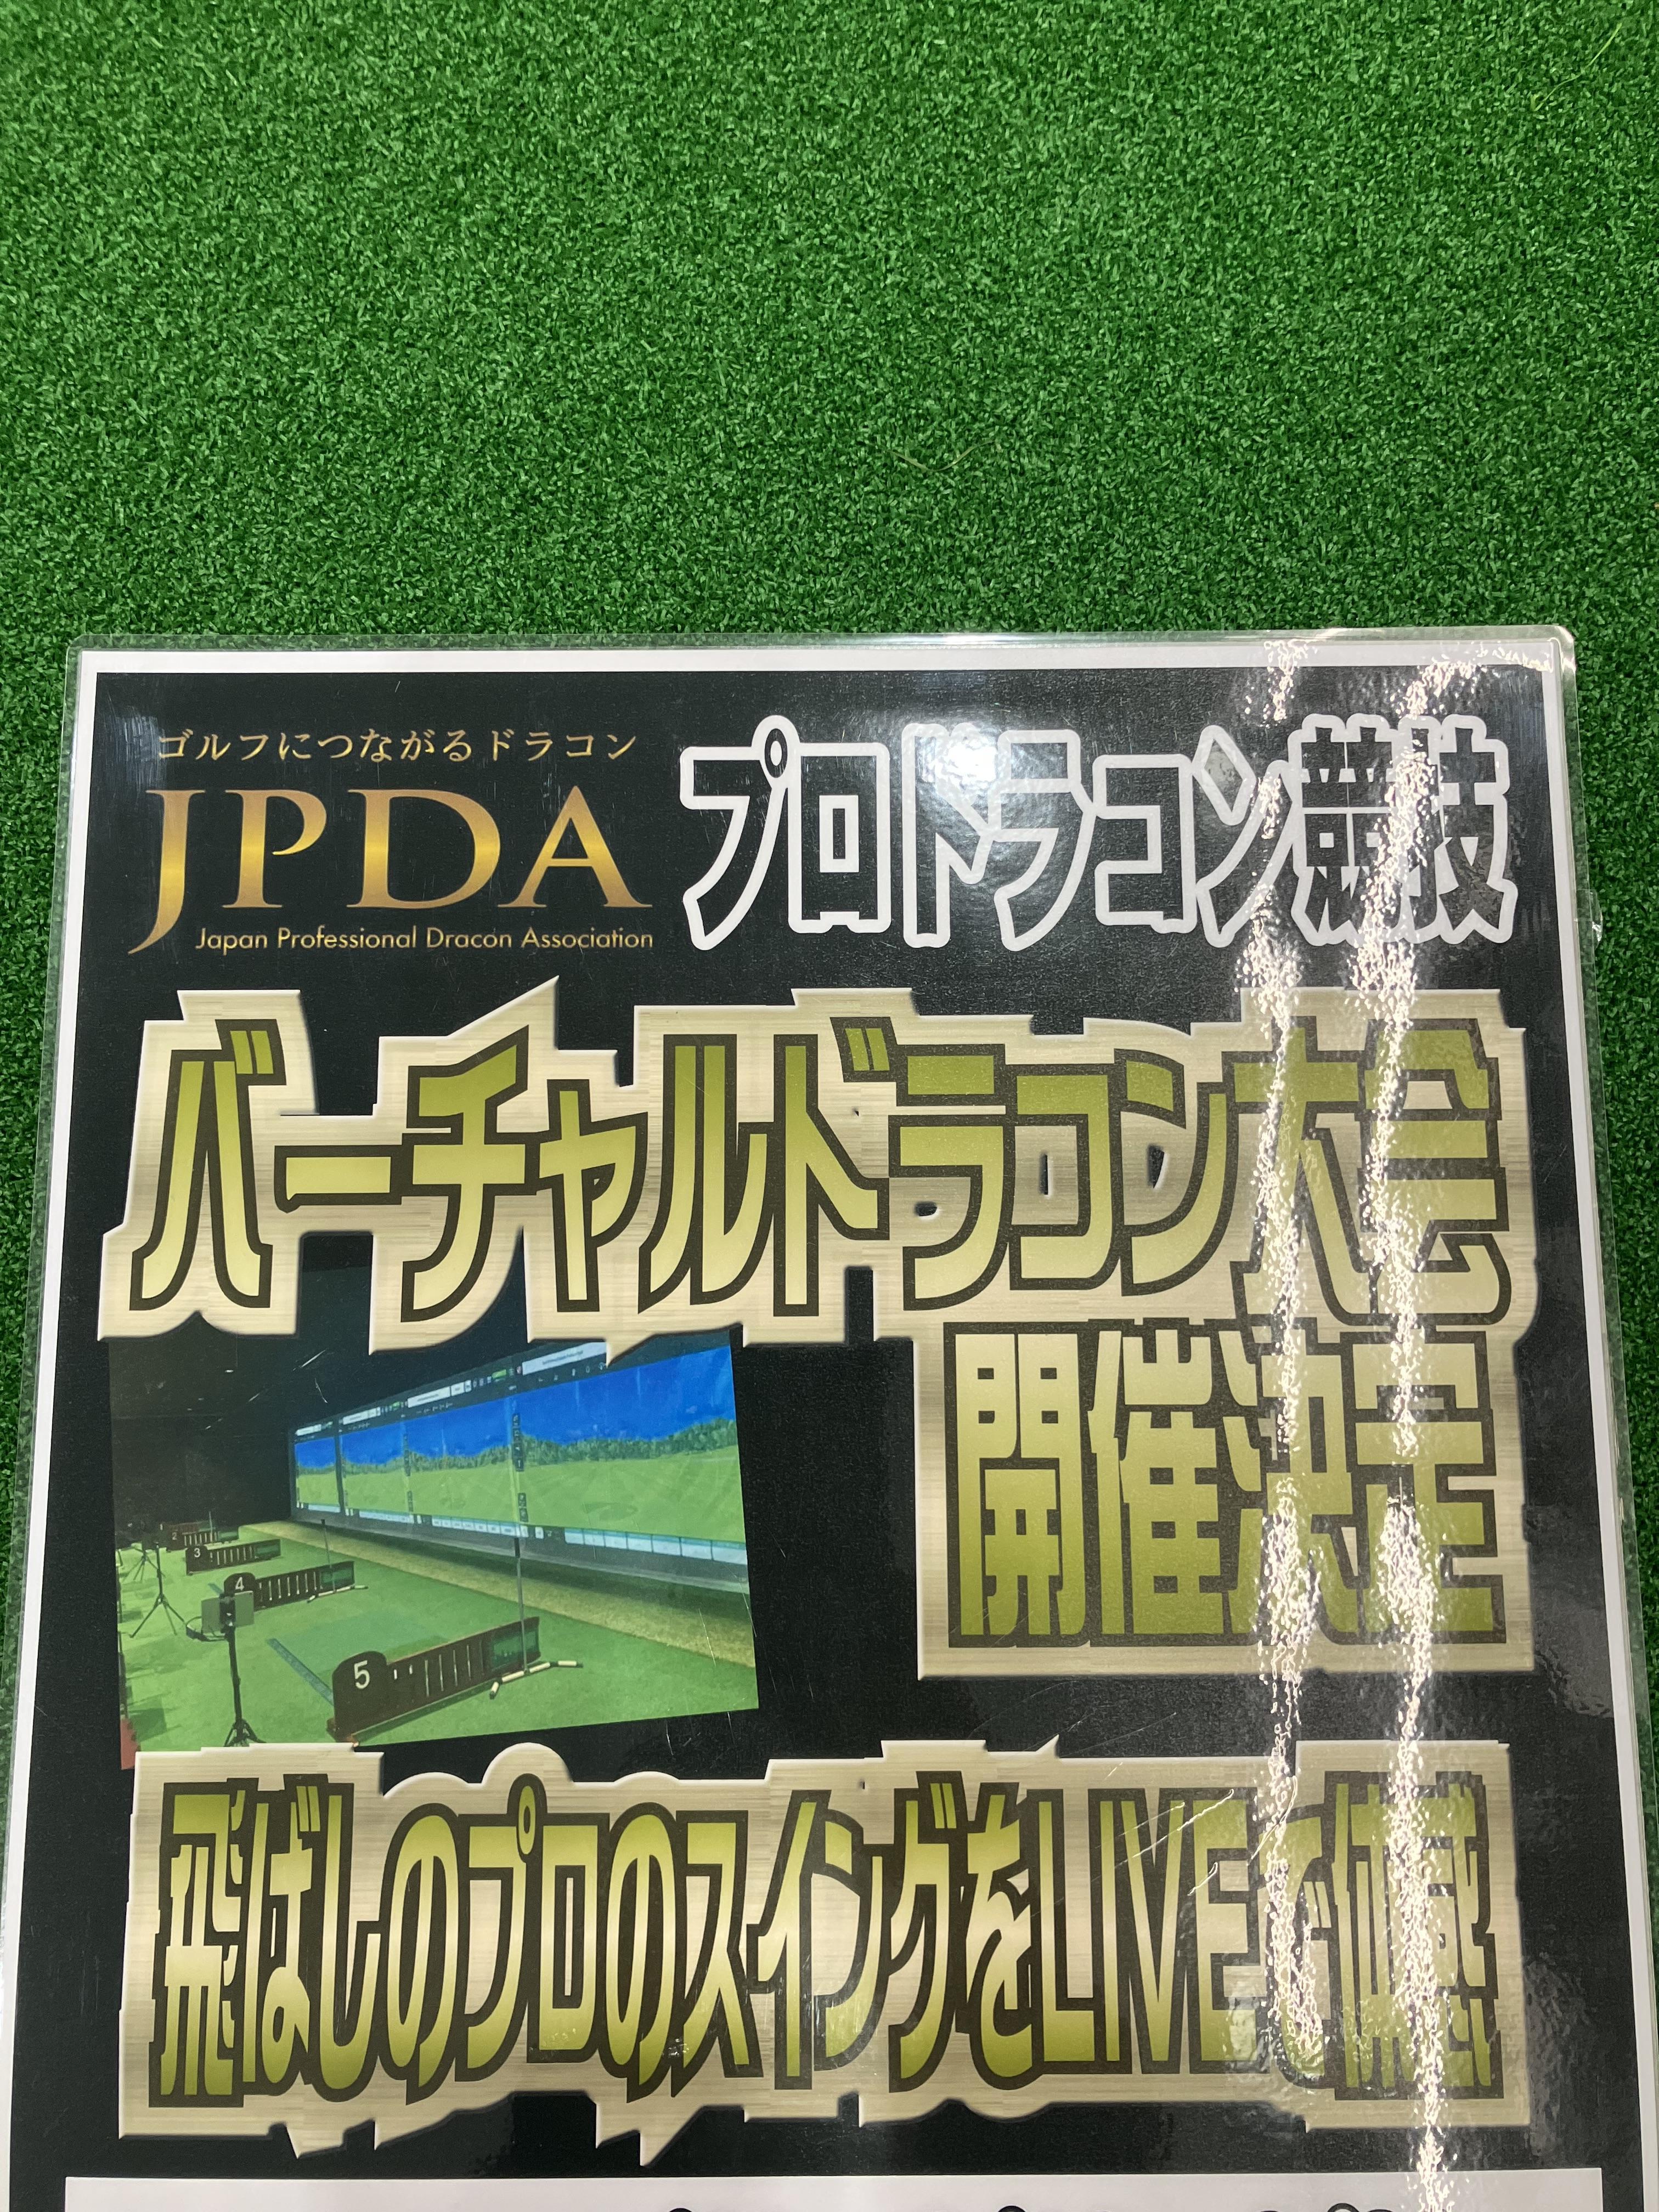 ゴルフにつながるドラコン
JPDA
Japan Professional Dracon Association
プロドラコン競技
バーチャルドラコン大会
開催決定
3
4
5
飛ばしのプロのスイングをLIVEで体感